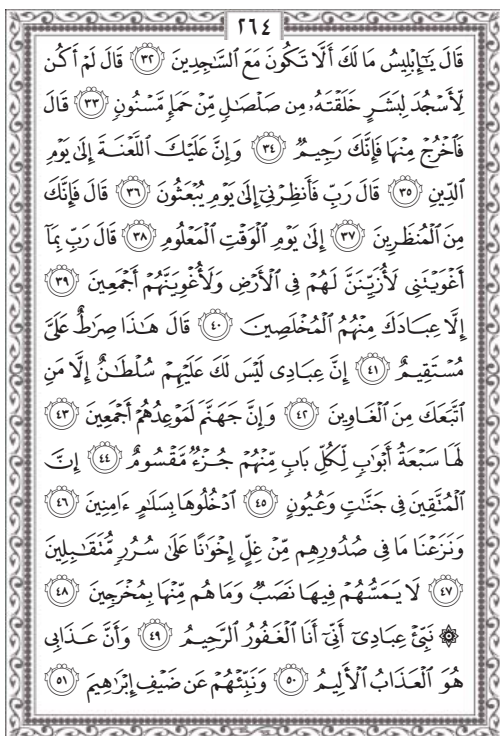 ٢٦٤
قَالَ يَٰٓإِبْلِيسُ مَا لَكَ أَلَّا تَكُونَ مَعَ ٱلسَّٰجِدِينَ ٣٢ قَالَ لَمْ أَكُن
لِّأَسْجُدَ لِبَشَرٍ خَلَقْتَهُۥ مِن صَلْصَٰلٍ مِّنْ حَمَإٍ مَّسْنُونٍ ٣٣ قَالَ
فَٱخْرُجْ مِنْهَا فَإِنَّكَ رَجِيمٌ ٣٤ وَإِنَّ عَلَيْكَ ٱللَّعْنَةَ إِلَىٰ يَوْمِ
ٱلدِّينِ ٣٥ قَالَ رَبِّ فَأَنظِرْنِىٓ إِلَىٰ يَوْمِ يُبْعَثُونَ ٣٦ قَالَ فَإِنَّكَ
مِنَ ٱلْمُنظَرِينَ ٣٧ إِلَىٰ يَوْمِ ٱلْوَقْتِ ٱلْمَعْلُومِ ٣٨ قَالَ رَبِّ بِمَآ
أَغْوَيْتَنِى لَأُزَيِّنَنَّ لَهُمْ فِى ٱلْأَرْضِ وَلَأُغْوِيَنَّهُمْ أَجْمَعِينَ ٣٩
إِلَّا عِبَادَكَ مِنْهُمُ ٱلْمُخْلَصِينَ ٤٠ قَالَ هَٰذَا صِرَٰطٌ عَلَىَّ
مُسْتَقِيمٌ ٤١ إِنَّ عِبَادِى لَيْسَ لَكَ عَلَيْهِمْ سُلْطَٰنٌ إِلَّا مَنِ
ٱتَّبَعَكَ مِنَ ٱلْغَاوِينَ ٤٢ وَإِنَّ جَهَنَّمَ لَمَوْعِدُهُمْ أَجْمَعِينَ ٤٣
لَهَا سَبْعَةُ أَبْوَٰبٍ لِّكُلِّ بَابٍ مِّنْهُمْ جُزْءٌ مَّقْسُومٌ ٤٤ إِنَّ
ٱلْمُتَّقِينَ فِى جَنَّٰتٍ وَعُيُونٍ ٤٥ ٱدْخُلُوهَا بِسَلَٰمٍ ءَامِنِينَ ٤٦
وَنَزَعْنَا مَا فِى صُدُورِهِم مِّنْ غِلٍّ إِخْوَٰنًا عَلَىٰ سُرُرٍ مُّتَقَٰبِلِينَ
٤٧ لَا يَمَسُّهُمْ فِيهَا نَصَبٌ وَمَا هُم مِّنْهَا بِمُخْرَجِينَ ٤٨
۞ نَبِّئْ عِبَادِىٓ أَنِّىٓ أَنَا ٱلْغَفُورُ ٱلرَّحِيمُ ٤٩ وَأَنَّ عَذَابِى
هُوَ ٱلْعَذَابُ ٱلْأَلِيمُ ٥٠ وَنَبِّئْهُمْ عَن ضَيْفِ إِبْرَٰهِيمَ ٥١